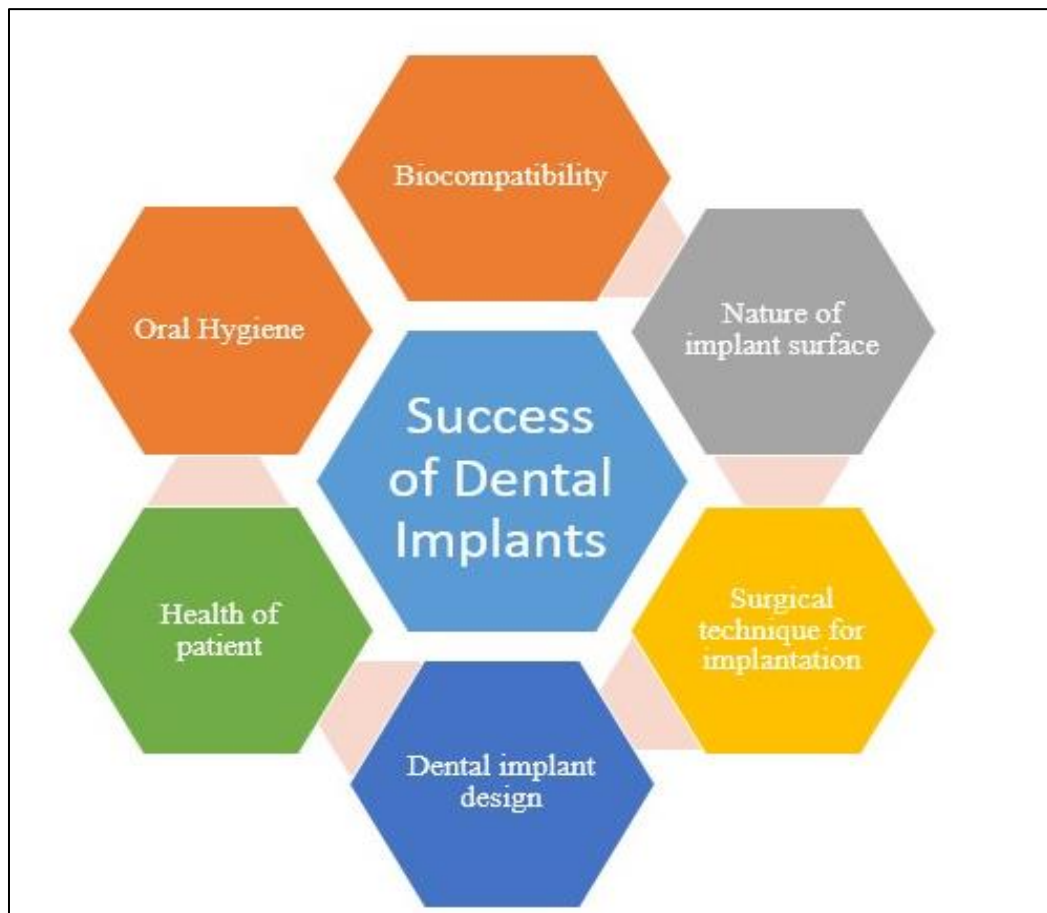 Biocompatibility
Nature of
implant surface
Surgical
technique for
implantation
Dental implant
design
Health of
patient
Oral Hygiene
Success
of Dental
Implants